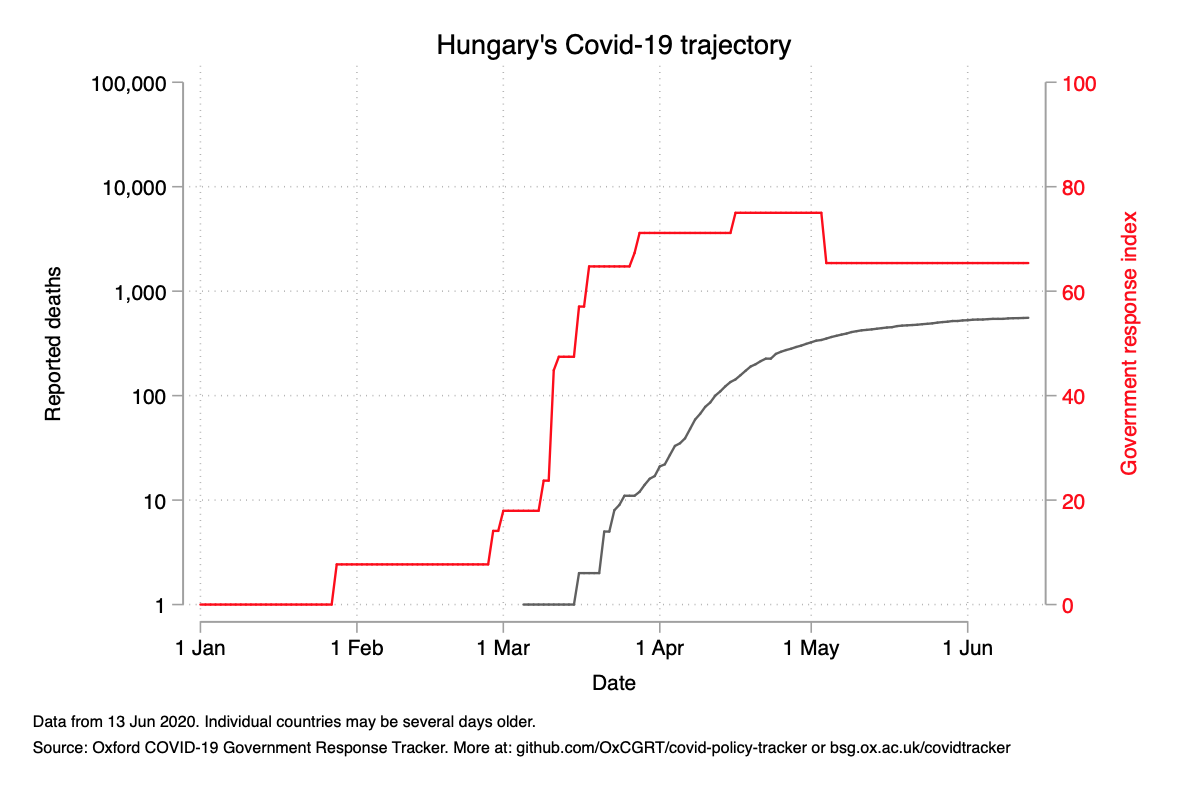 Hungary's Covid-19 trajectory
Reported deaths
100,000
10,000
1,000
100
10
1
100
80
60
40
20
0
Government response index
1 Jan
1 Feb
1 Mar
1 Apr
1 May
1 Jun
Date
Data from 13 Jun 2020. Individual countries may be several days older.
Source: Oxford COVID-19 Government Response Tracker. More at: github.com/OxCGRT/covid-policy-tracker or bsg.ox.ac.uk/covidtracker